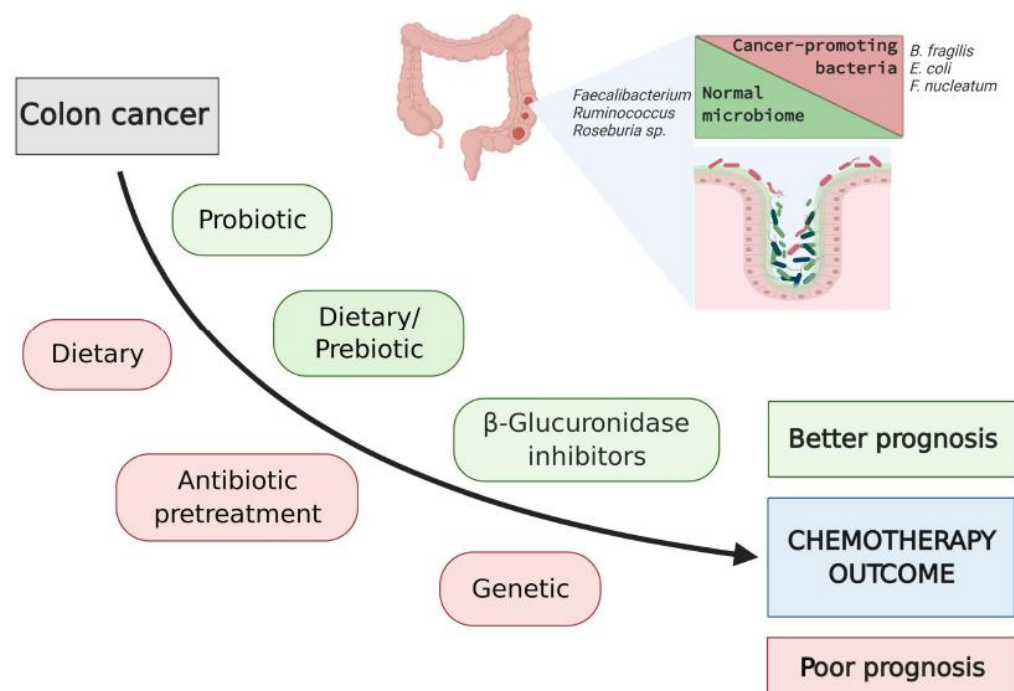 Cancer-promoting
bacteria
B. fragilis
E. coli
F. nucleatum
Faecalibacterium
Ruminococcus
Roseburia sp.
Normal
microbiome
Colon cancer
Probiotic
Dietary/
Prebiotic
Dietary
β-Glucuronidase
inhibitors
Antibiotic
pretreatment
Genetic
Better prognosis
CHEMOTHERAPY
OUTCOME
Poor prognosis